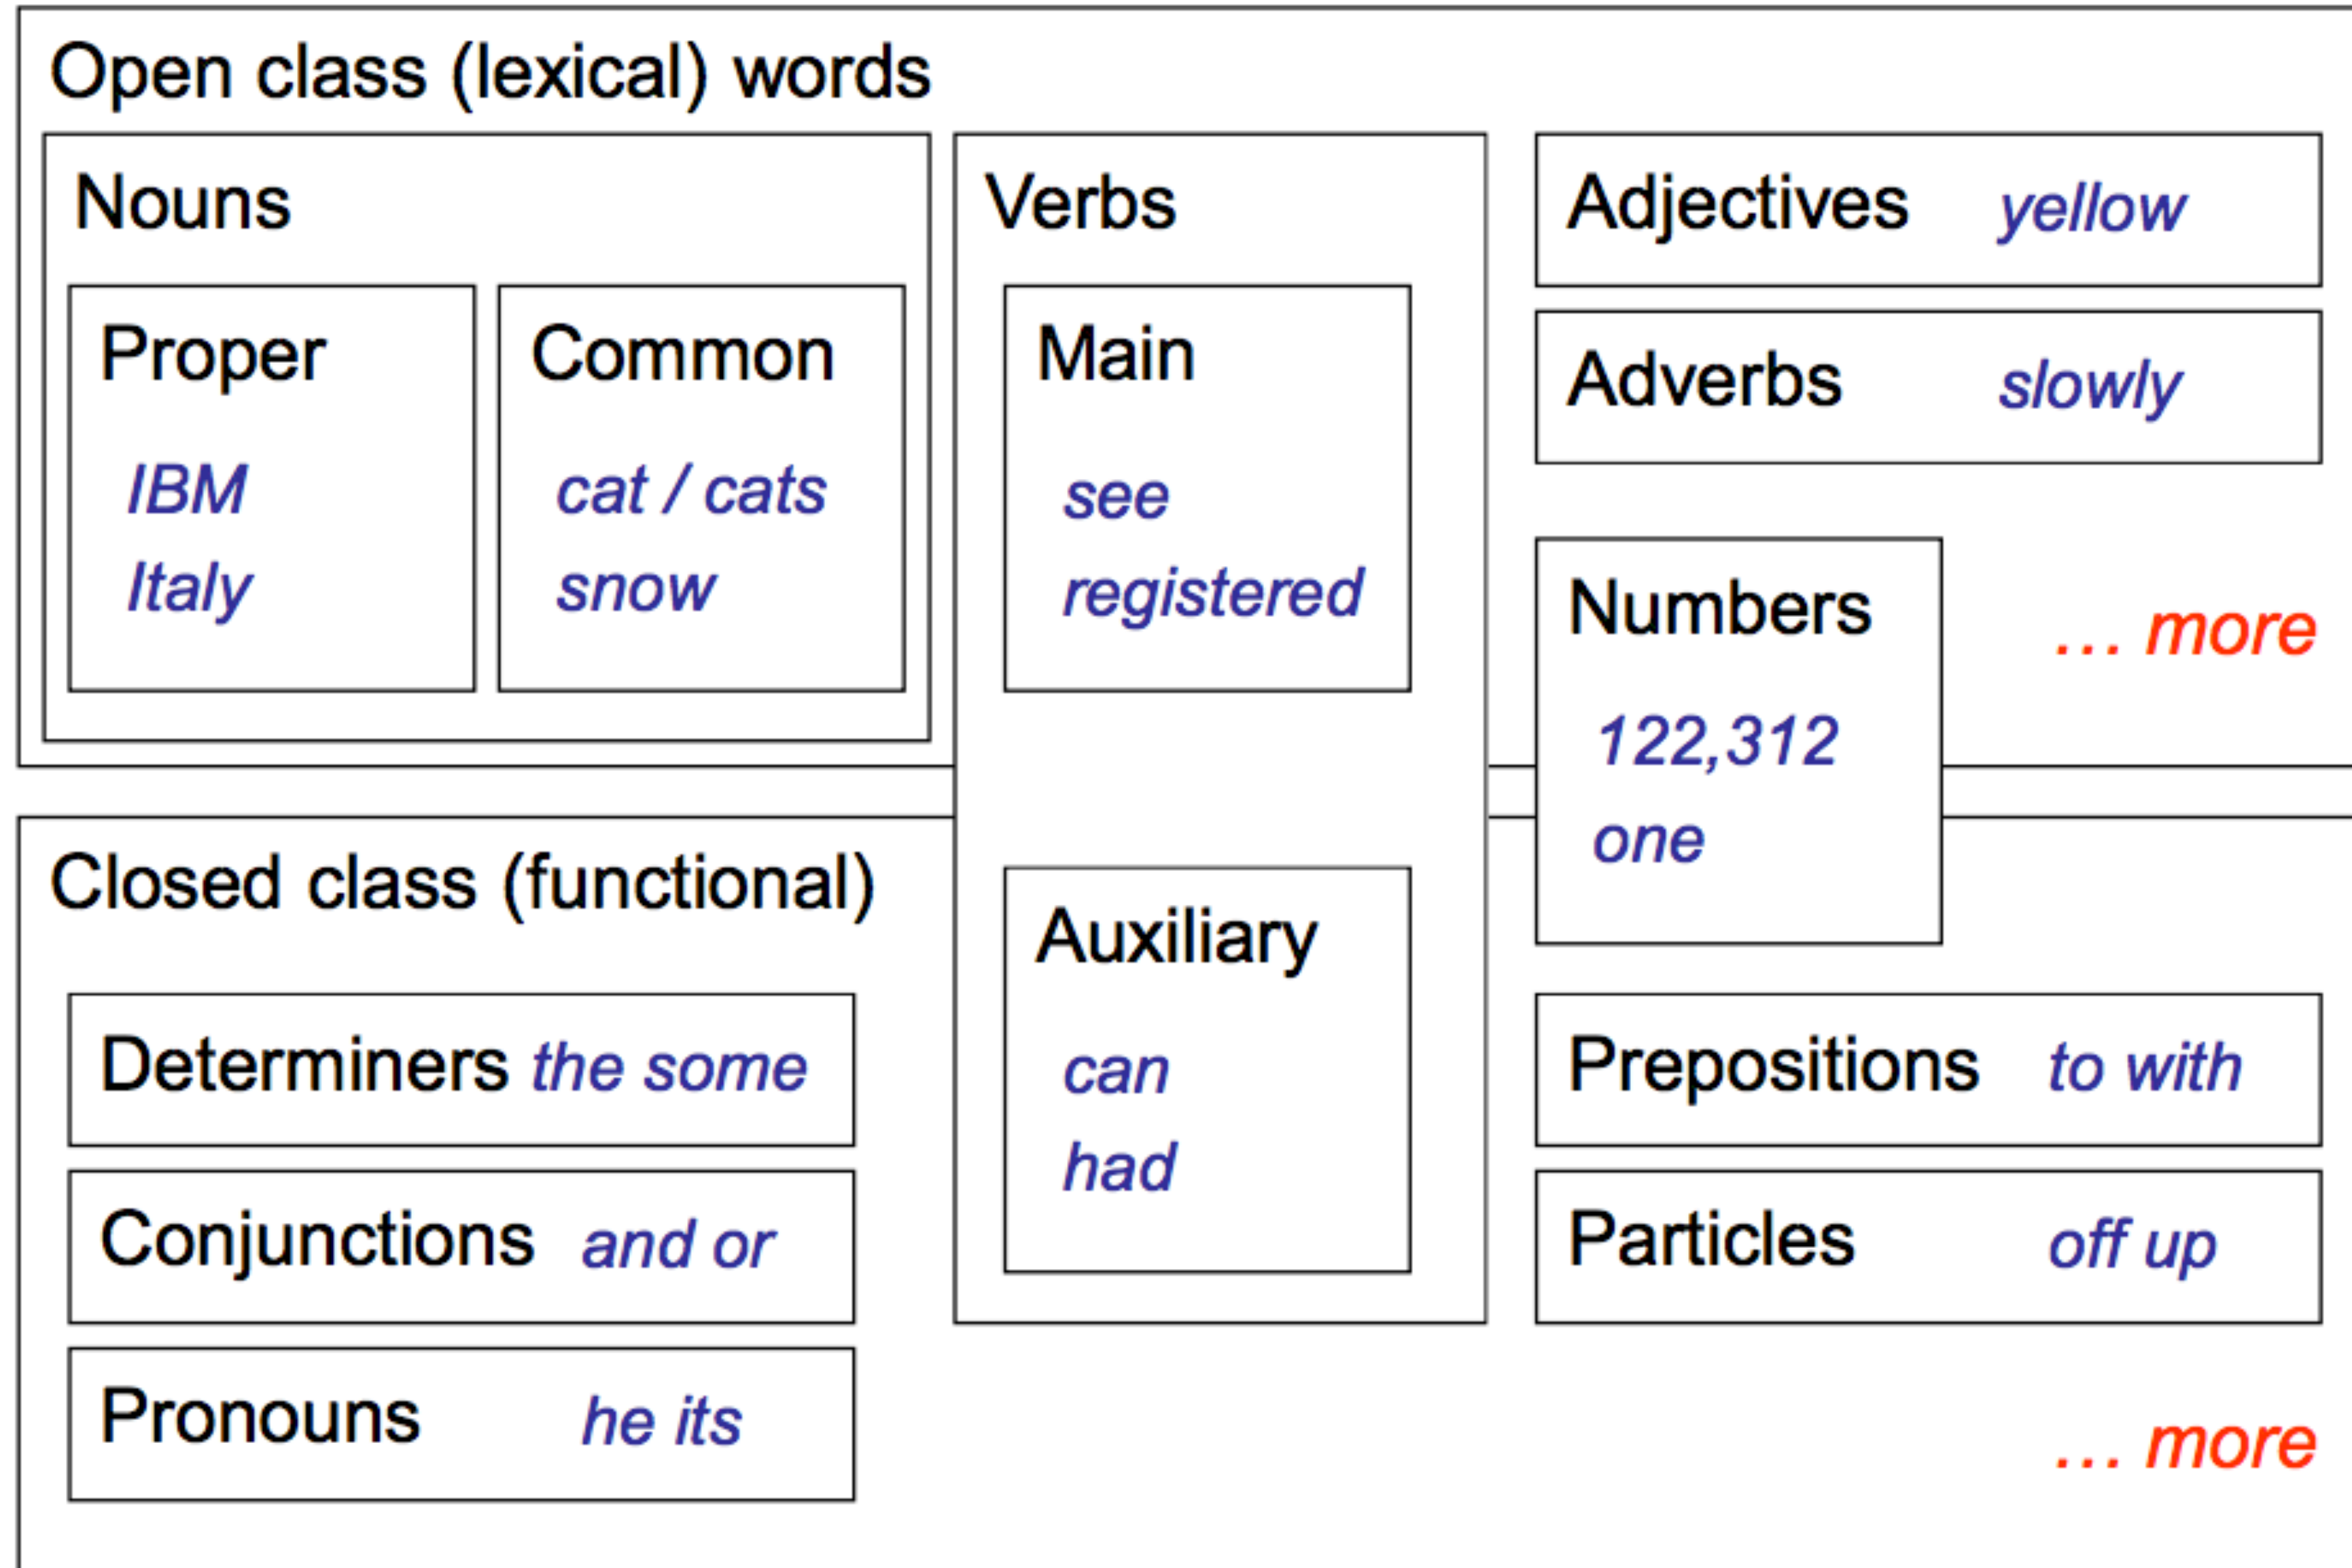 Open class (lexical) words
Nouns
Proper
IBM
Italy
Common
cat / cats
snow
Verbs
Main
see
registered
Adjectives yellow
Adverbs slowly
Numbers
122,312
one
… more
Closed class (functional)
Determiners the some
Conjunctions and or
Pronouns he its
Auxiliary
can
had
Prepositions to with
Particles off up
… more